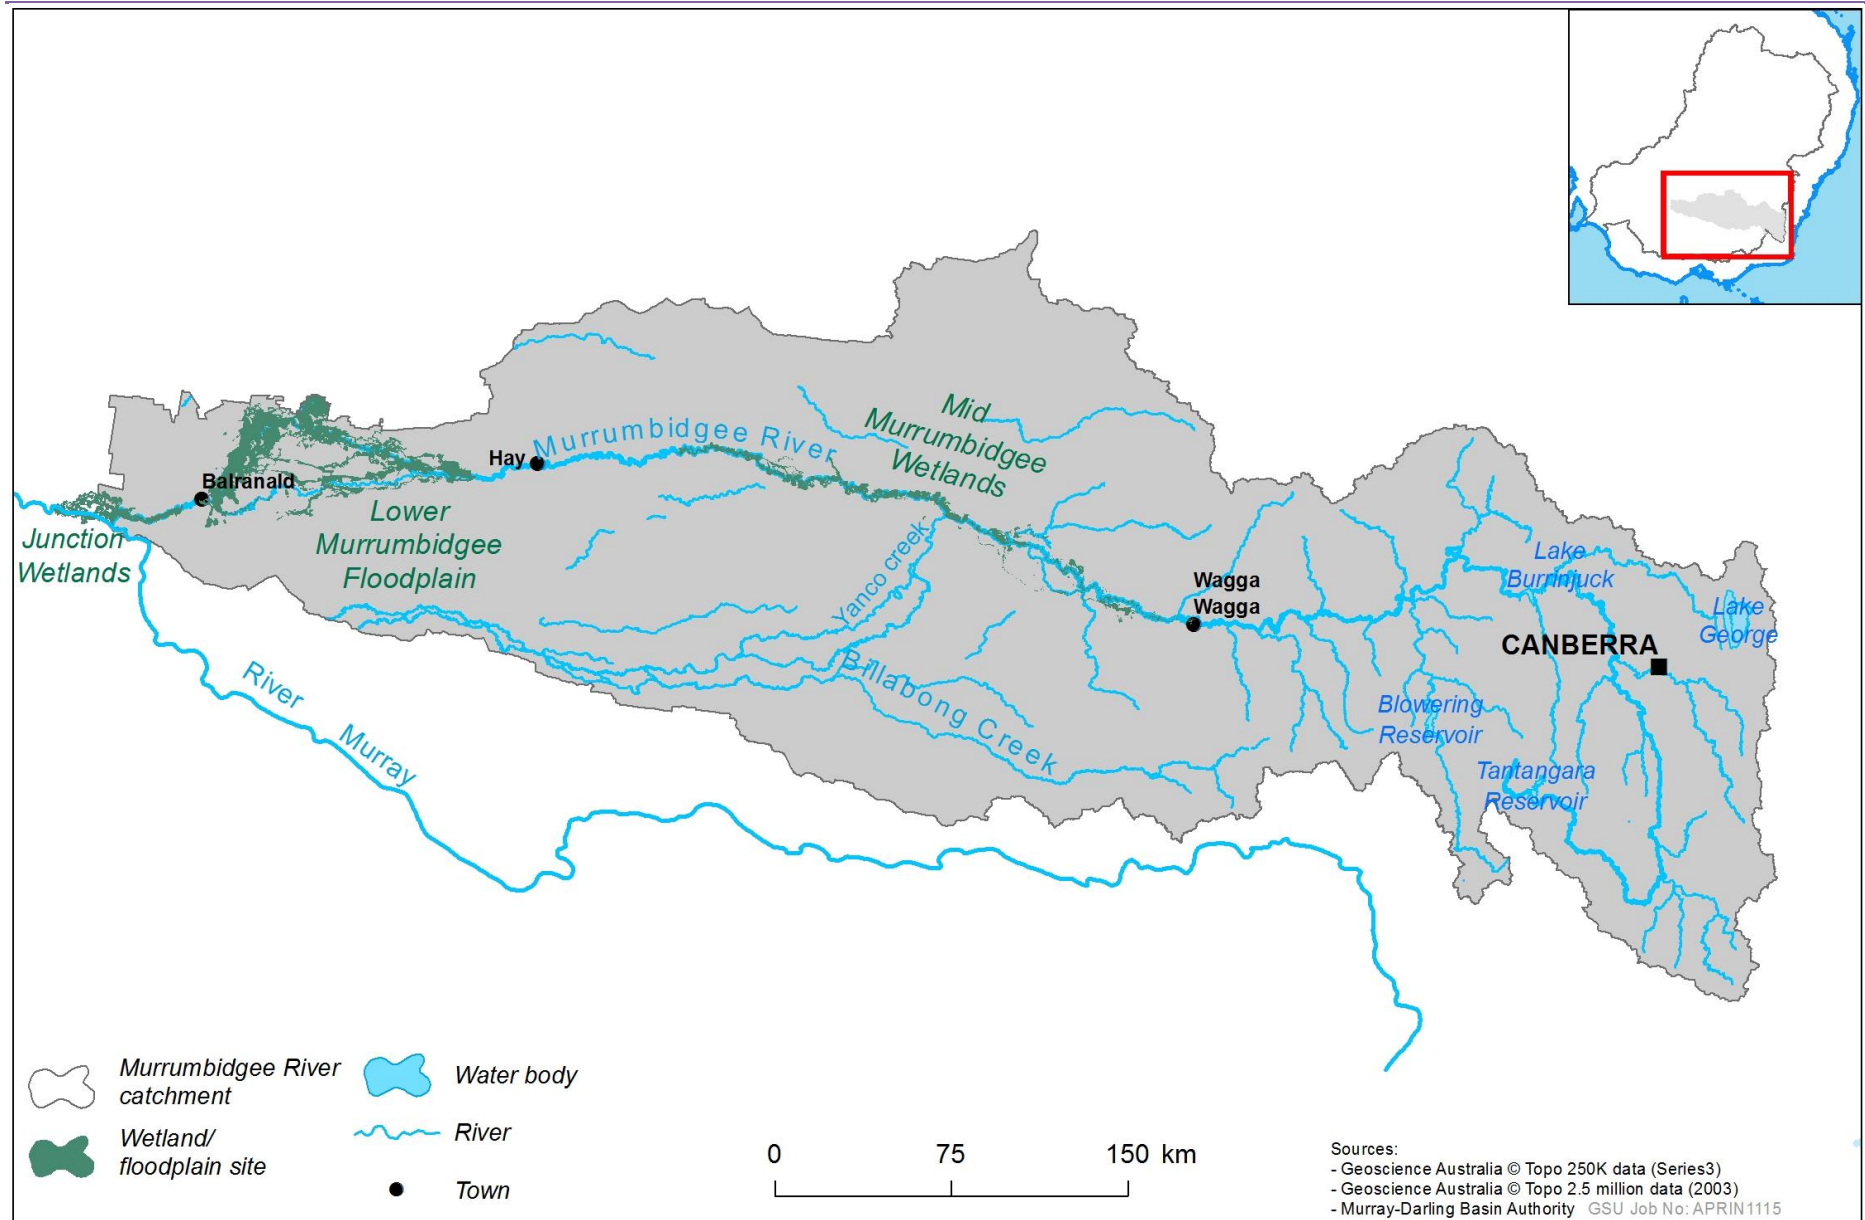 Mid
Murrumbidgee
Wetlands
Murrumbidgee River
Hay
Balranald
Lower
Murrumbidgee
Floodplain
Junction
Wetlands
Yanco creek
Wagga
Wagga
Lake
Burrinjuck
Lake
George
CANBERRA
Billabong Creek
Blowering
Reservoir
Tantangara
Reservoir
River Murray
Murrumbidgee River
catchment
Wetland/
floodplain site
Water body
River
Town
0 75 150 km
Sources:
- Geoscience Australia © Topo 250K data (Series3)
- Geoscience Australia © Topo 2.5 million data (2003)
- Murray-Darling Basin Authority GSU Job No: APRIN1115